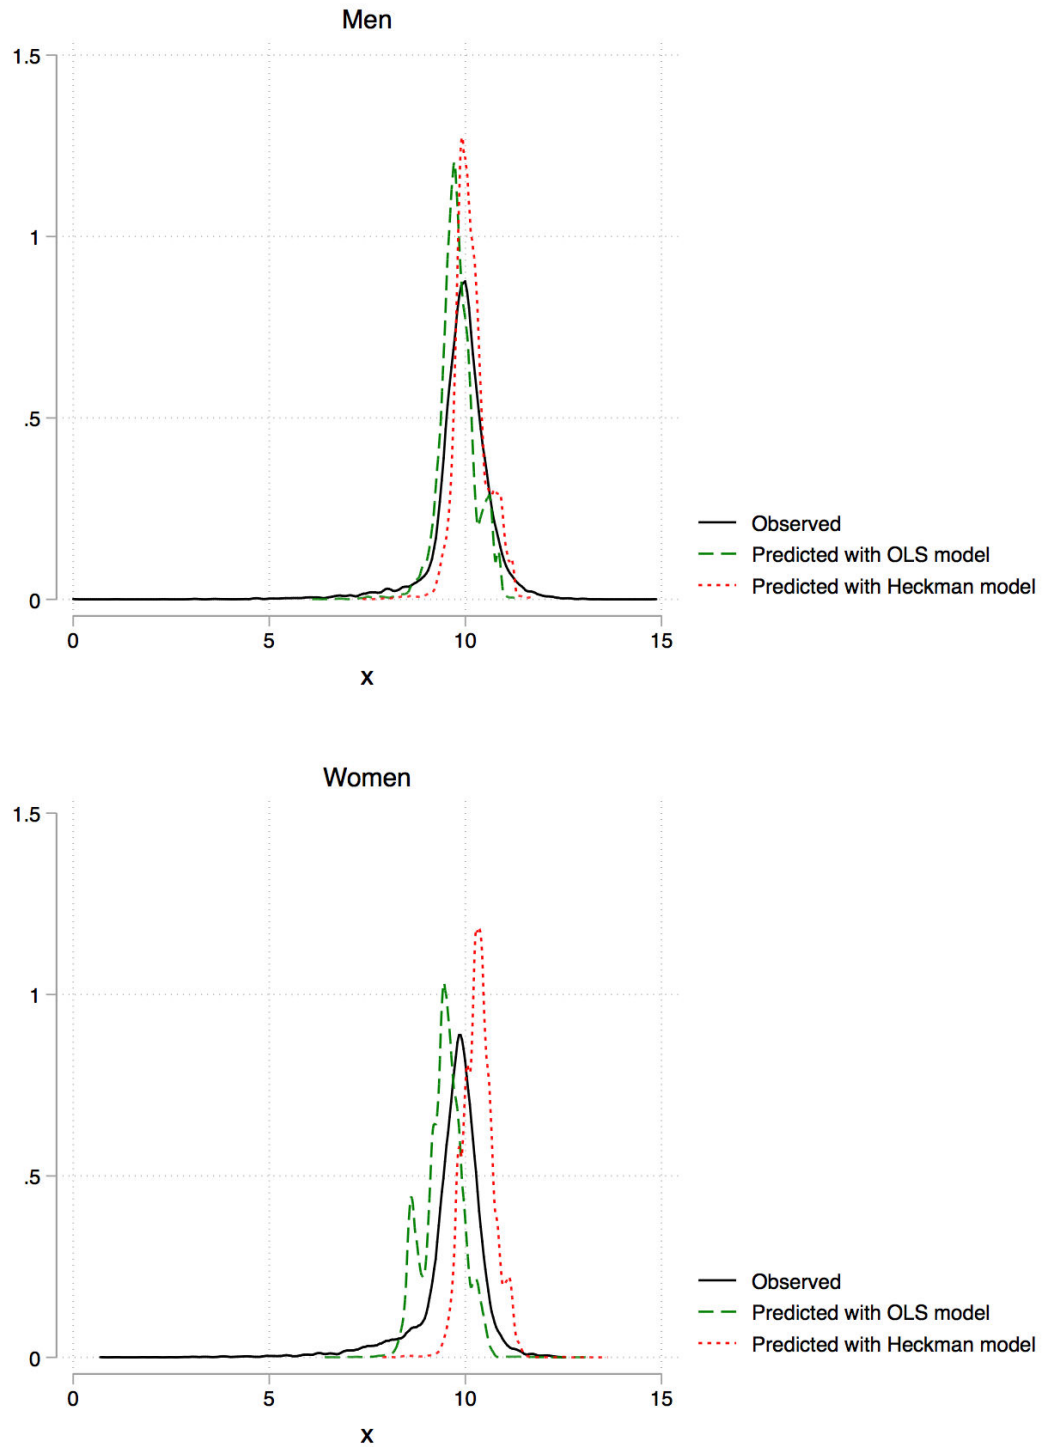 Men
1.5
1
.5
0
0 5 10 15
x
Observed
Predicted with OLS model
Predicted with Heckman model
Women
1.5
1
.5
0
0 5 10 15
x
Observed
Predicted with OLS model
Predicted with Heckman model